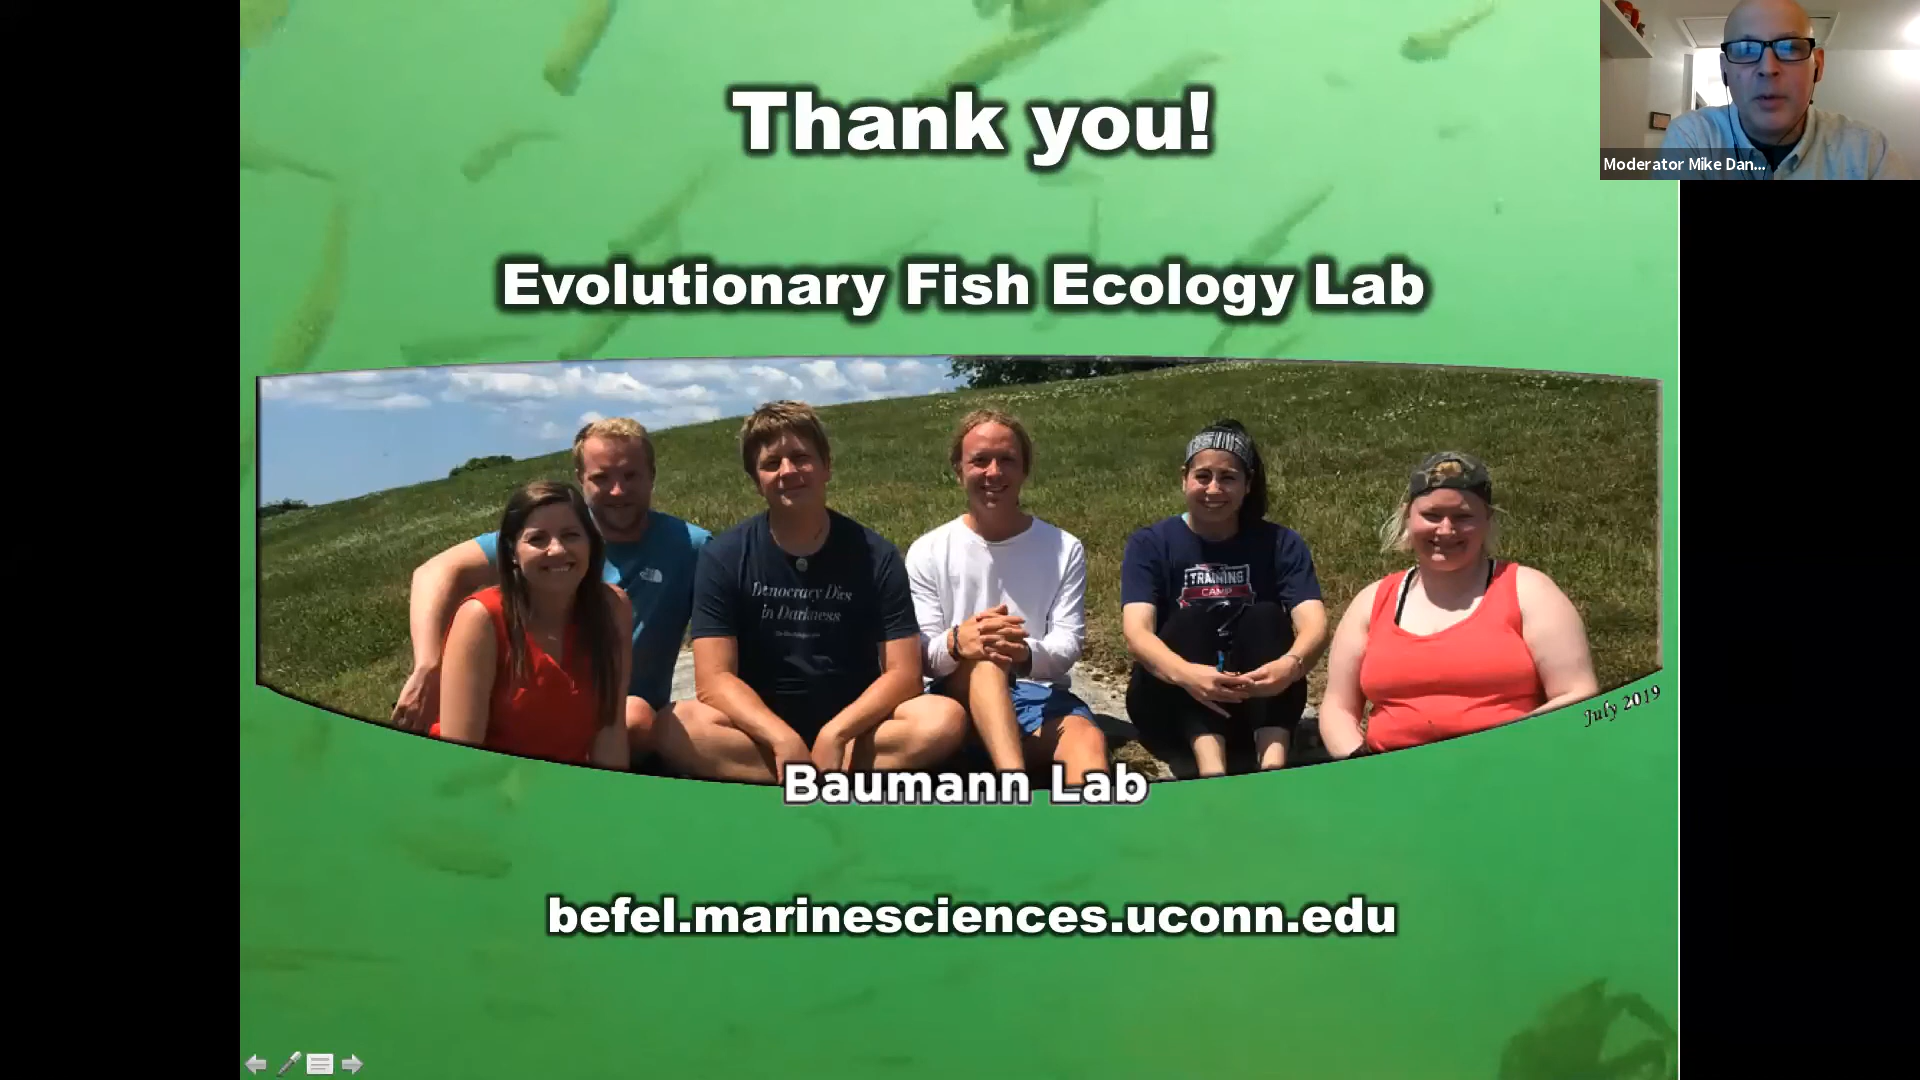 Thank you!
Moderator Mike Dan...
Evolutionary Fish Ecology Lab
Democracy Dies
in Darkness
TRAINING
CAMP
July 2019
Baumann Lab
befel.marinesciences.uconn.edu